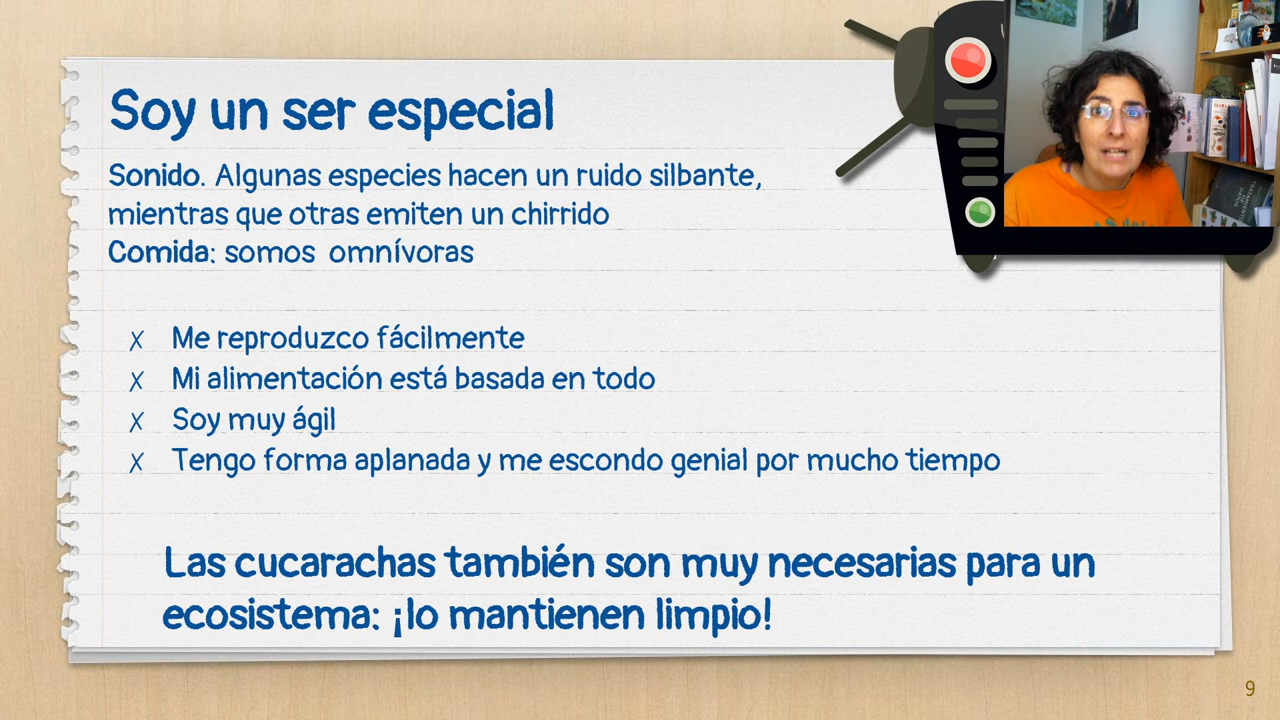 Soy un ser especial
Sonido. Algunas especies hacen un ruido silbante,
mientras que otras emiten un chirrido
Comida: somos omnívoras
x Me reproduzco fácilmente
x Mi alimentación está basada en todo
x Soy muy ágil
x Tengo forma aplanada y me escondo genial por mucho tiempo
Las cucarachas también son muy necesarias para un
ecosistema: ¡lo mantienen limpio!
9